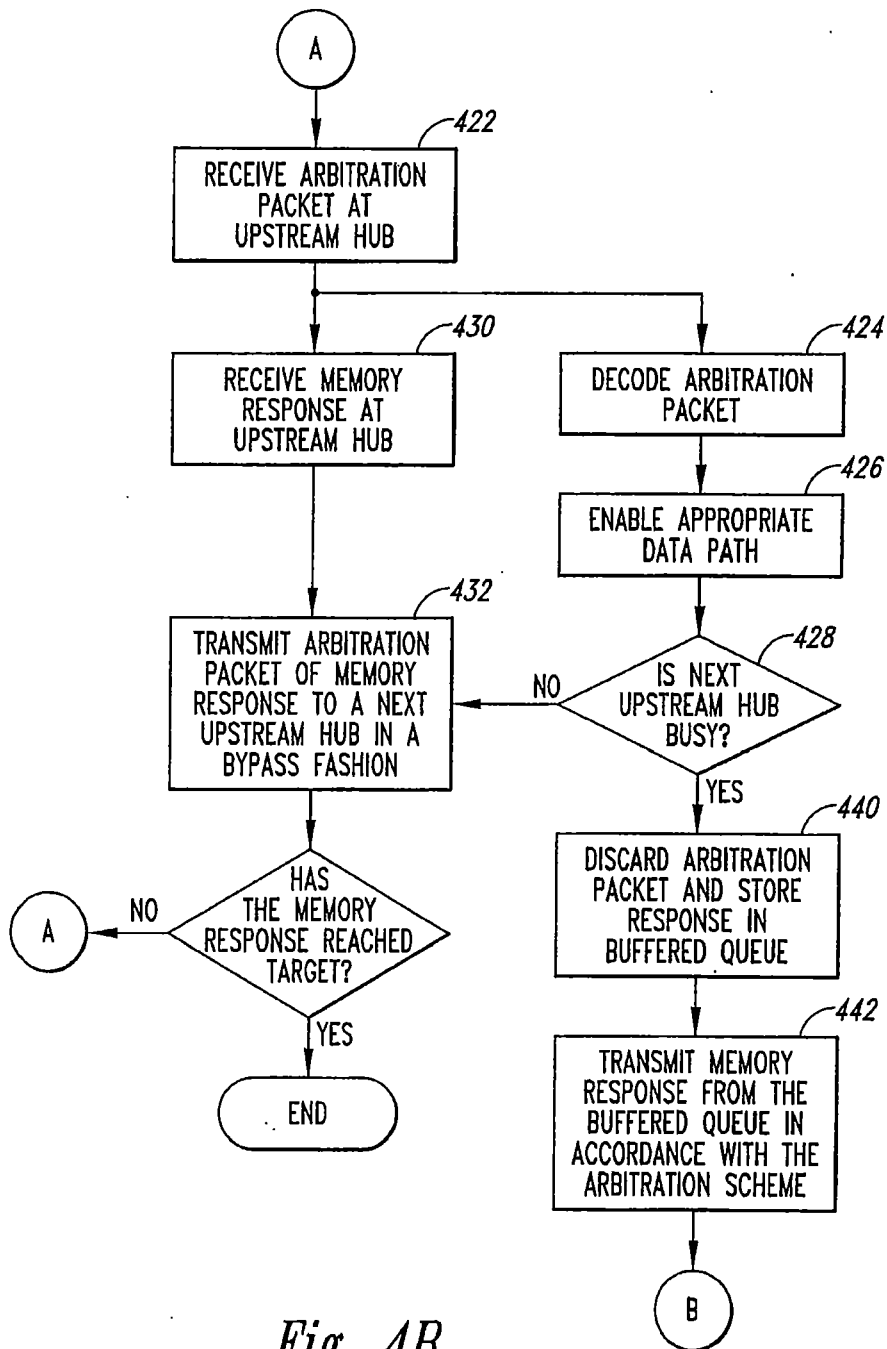 A
422
RECEIVE ARBITRATION
PACKET AT
UPSTREAM HUB
430
RECEIVE MEMORY
RESPONSE AT
UPSTREAM HUB
424
DECODE ARBITRATION
PACKET
426
ENABLE APPROPRIATE
DATA PATH
432
TRANSMIT ARBITRATION
PACKET OF MEMORY
RESPONSE TO A NEXT
UPSTREAM HUB IN A
BYPASS FASHION
428
IS NEXT
UPSTREAM HUB
BUSY?
NO
YES
440
DISCARD ARBITRATION
PACKET AND STORE
RESPONSE IN
BUFFERED QUEUE
HAS
THE MEMORY
RESPONSE REACHED
TARGET?
NO
A
YES
END
442
TRANSMIT MEMORY
RESPONSE FROM THE
BUFFERED QUEUE IN
ACCORDANCE WITH THE
ARBITRATION SCHEME
B
Fig. 4B